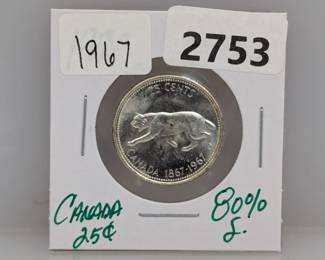 1967
2753
25 CENTS
CANADA 1867-1967
CANADA
25¢
80%
S.